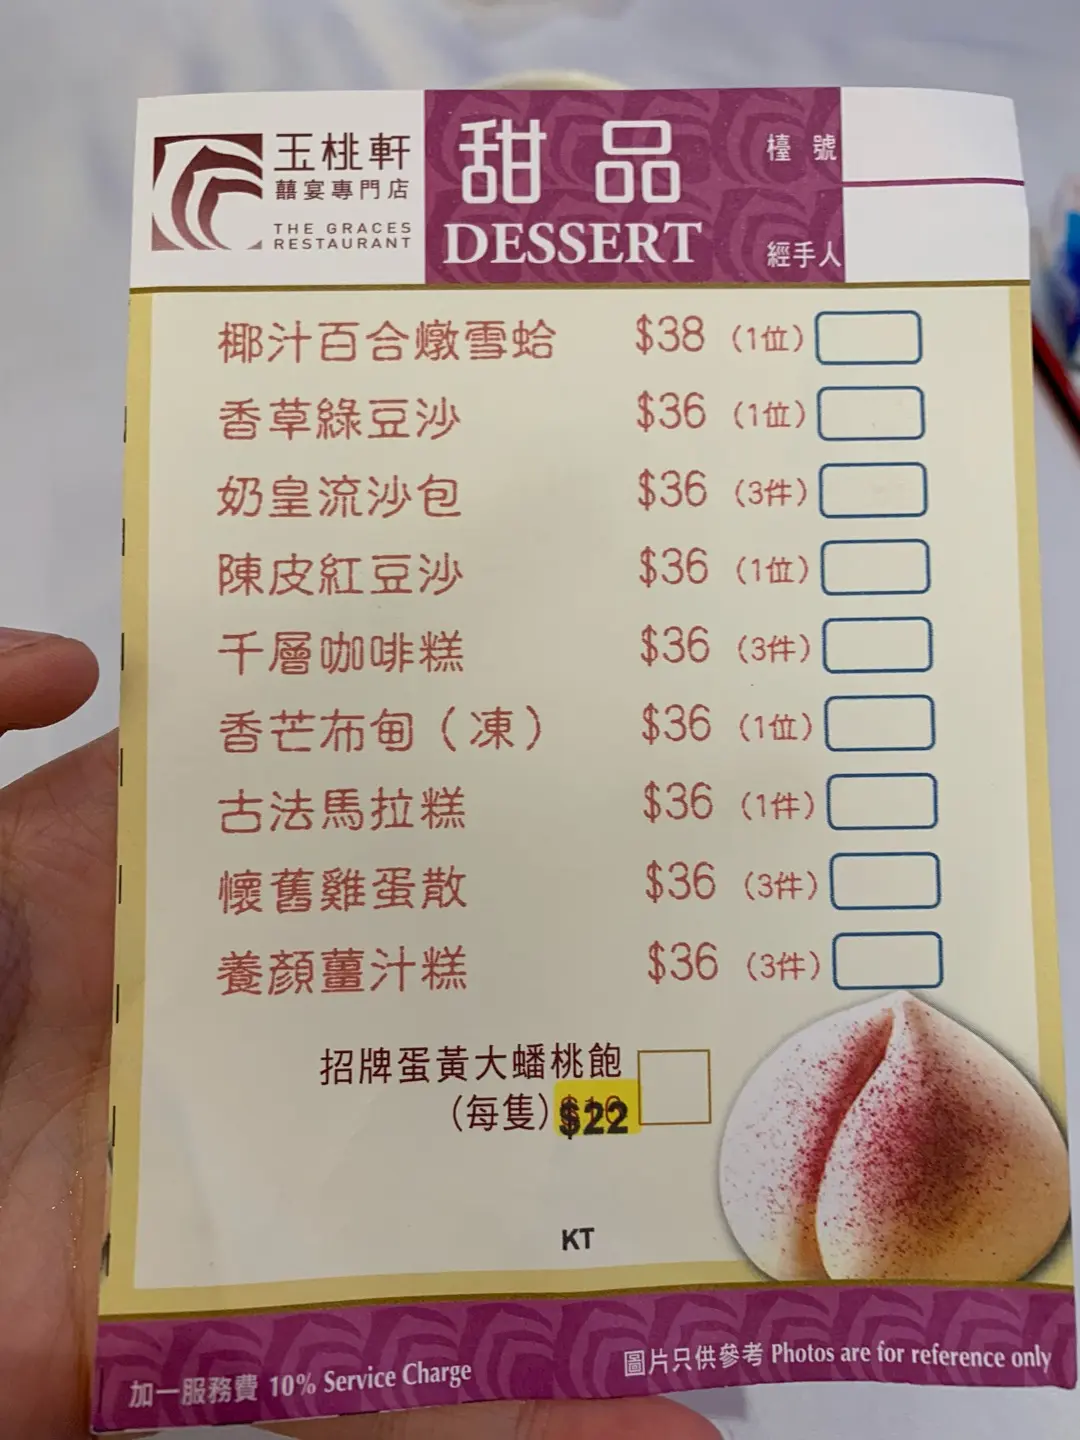 玉桃軒
囍宴專門店
THE GRACES
RESTAURANT
甜品
DESSERT
檯號
經手人
椰汁百合燉雪蛤 $38 (1位)
香草綠豆沙 $36 (1位)
奶皇流沙包 $36 (3件)
陳皮紅豆沙 $36 (1位)
千層咖啡糕 $36 (3件)
香芒布甸(凍) $36 (1位)
古法馬拉糕 $36 (1件)
懷舊雞蛋散 $36 (3件)
養顏薑汁糕 $36 (3件)
招牌蛋黃大蟠桃飽
(每隻) $22
KT
加一服務費 10% Service Charge
圖片只供參考 Photos are for reference only